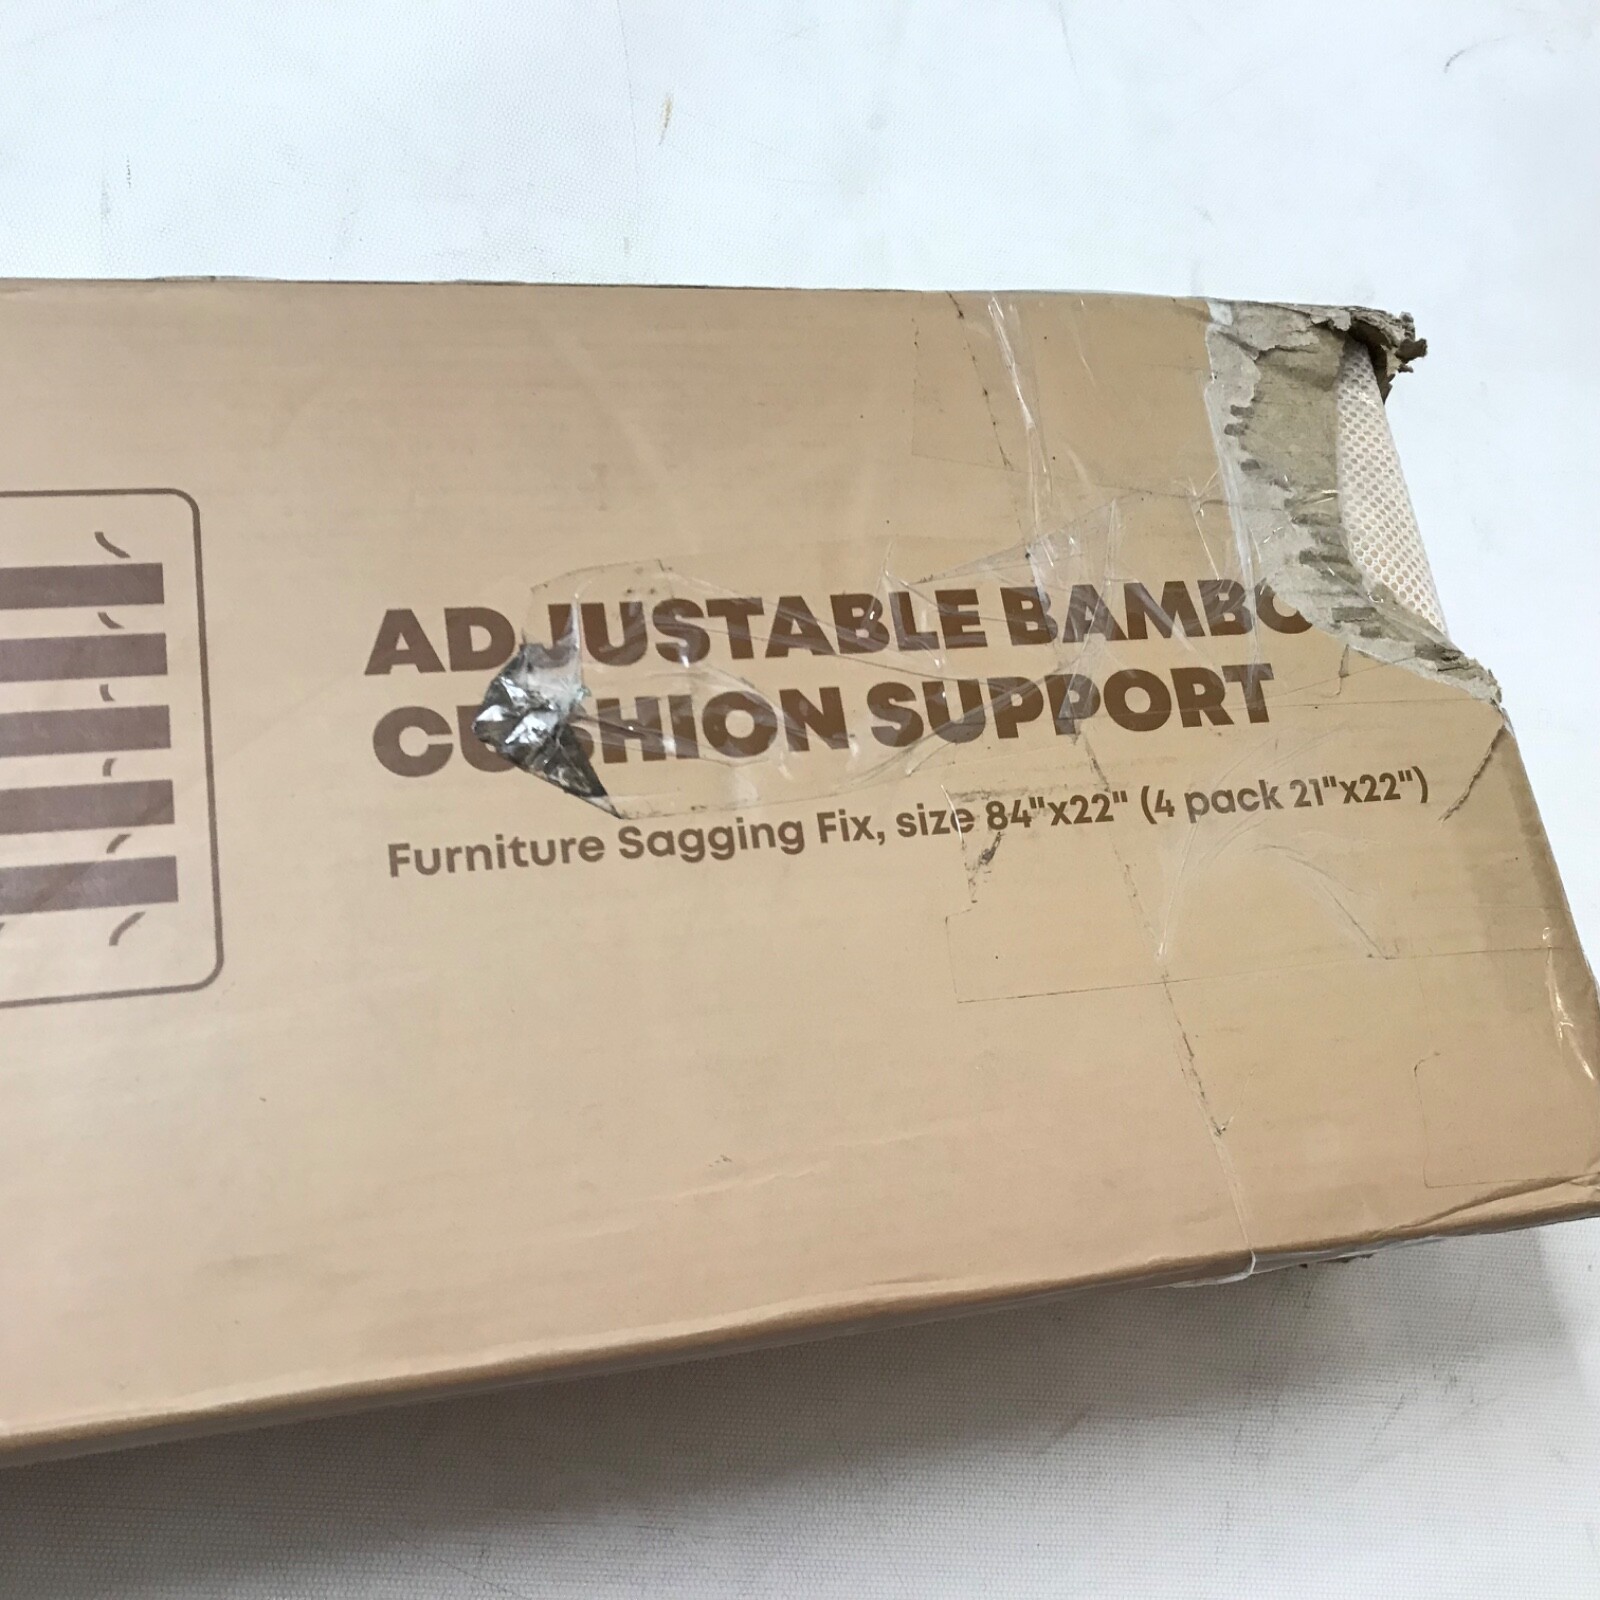 ADJUSTABLE BAMBO
CUSHION SUPPORT
Furniture Sagging Fix, size 84"x22" (4 pack 21"x22")